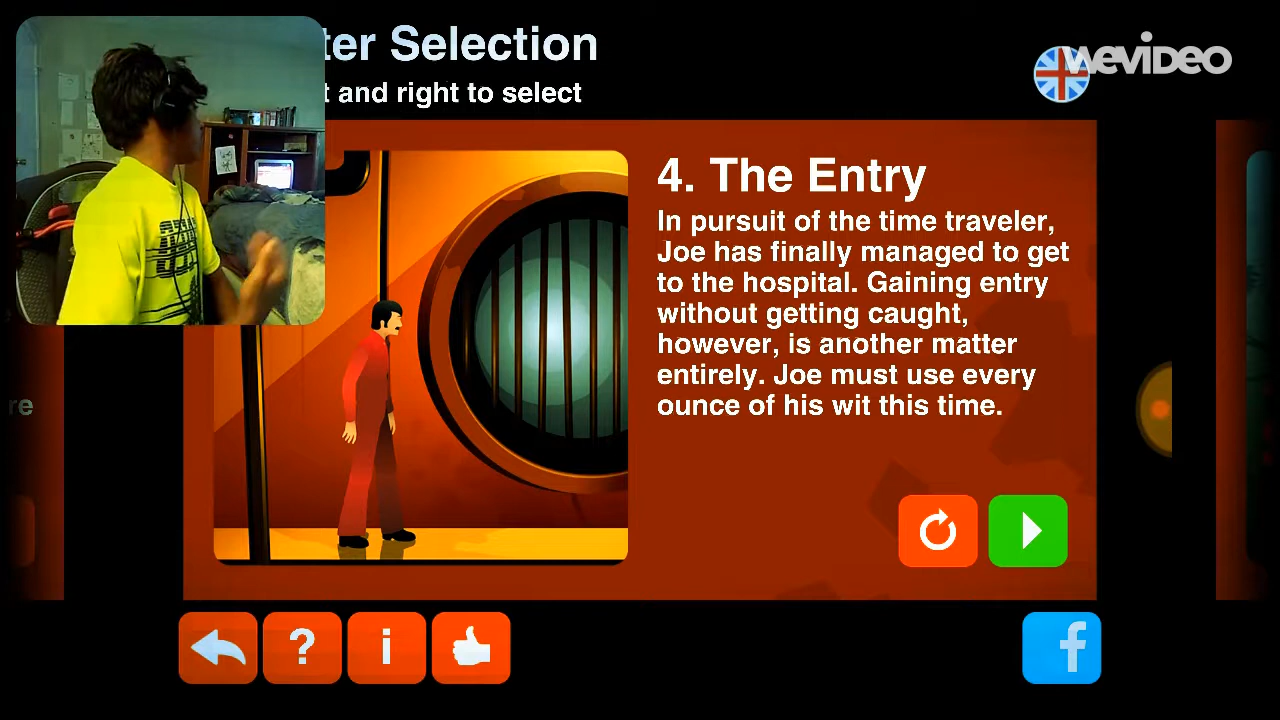 ter Selection
t and right to select
WEVIDEO
4. The Entry
In pursuit of the time traveler,
Joe has finally managed to get
to the hospital. Gaining entry
without getting caught,
however, is another matter
entirely. Joe must use every
ounce of his wit this time.
re
?
i
f